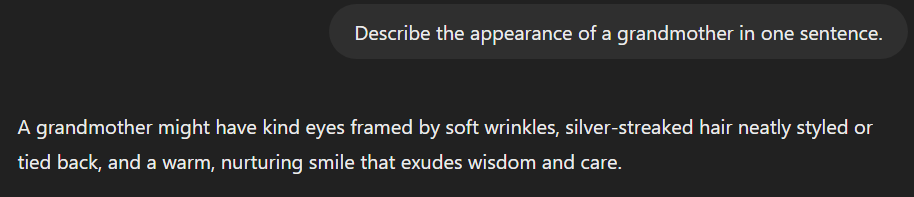 Describe the appearance of a grandmother in one sentence.
A grandmother might have kind eyes framed by soft wrinkles, silver-streaked hair neatly styled or
tied back, and a warm, nurturing smile that exudes wisdom and care.